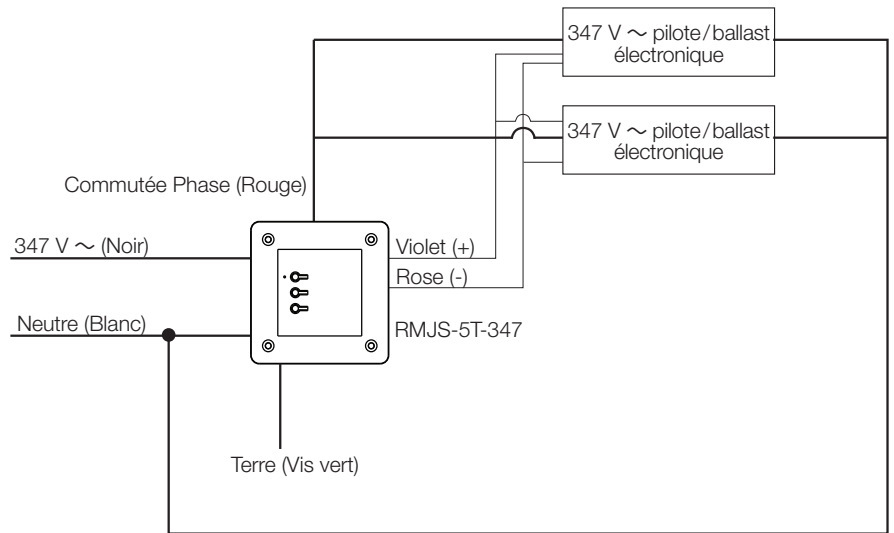 347 V ~ pilote/ballast
électronique
347 V ~ pilote/ballast
électronique
Commutée Phase (Rouge)
347 V ~ (Noir)
Violet (+)
Rose (-)
Neutre (Blanc)
RMJS-5T-347
Terre (Vis vert)